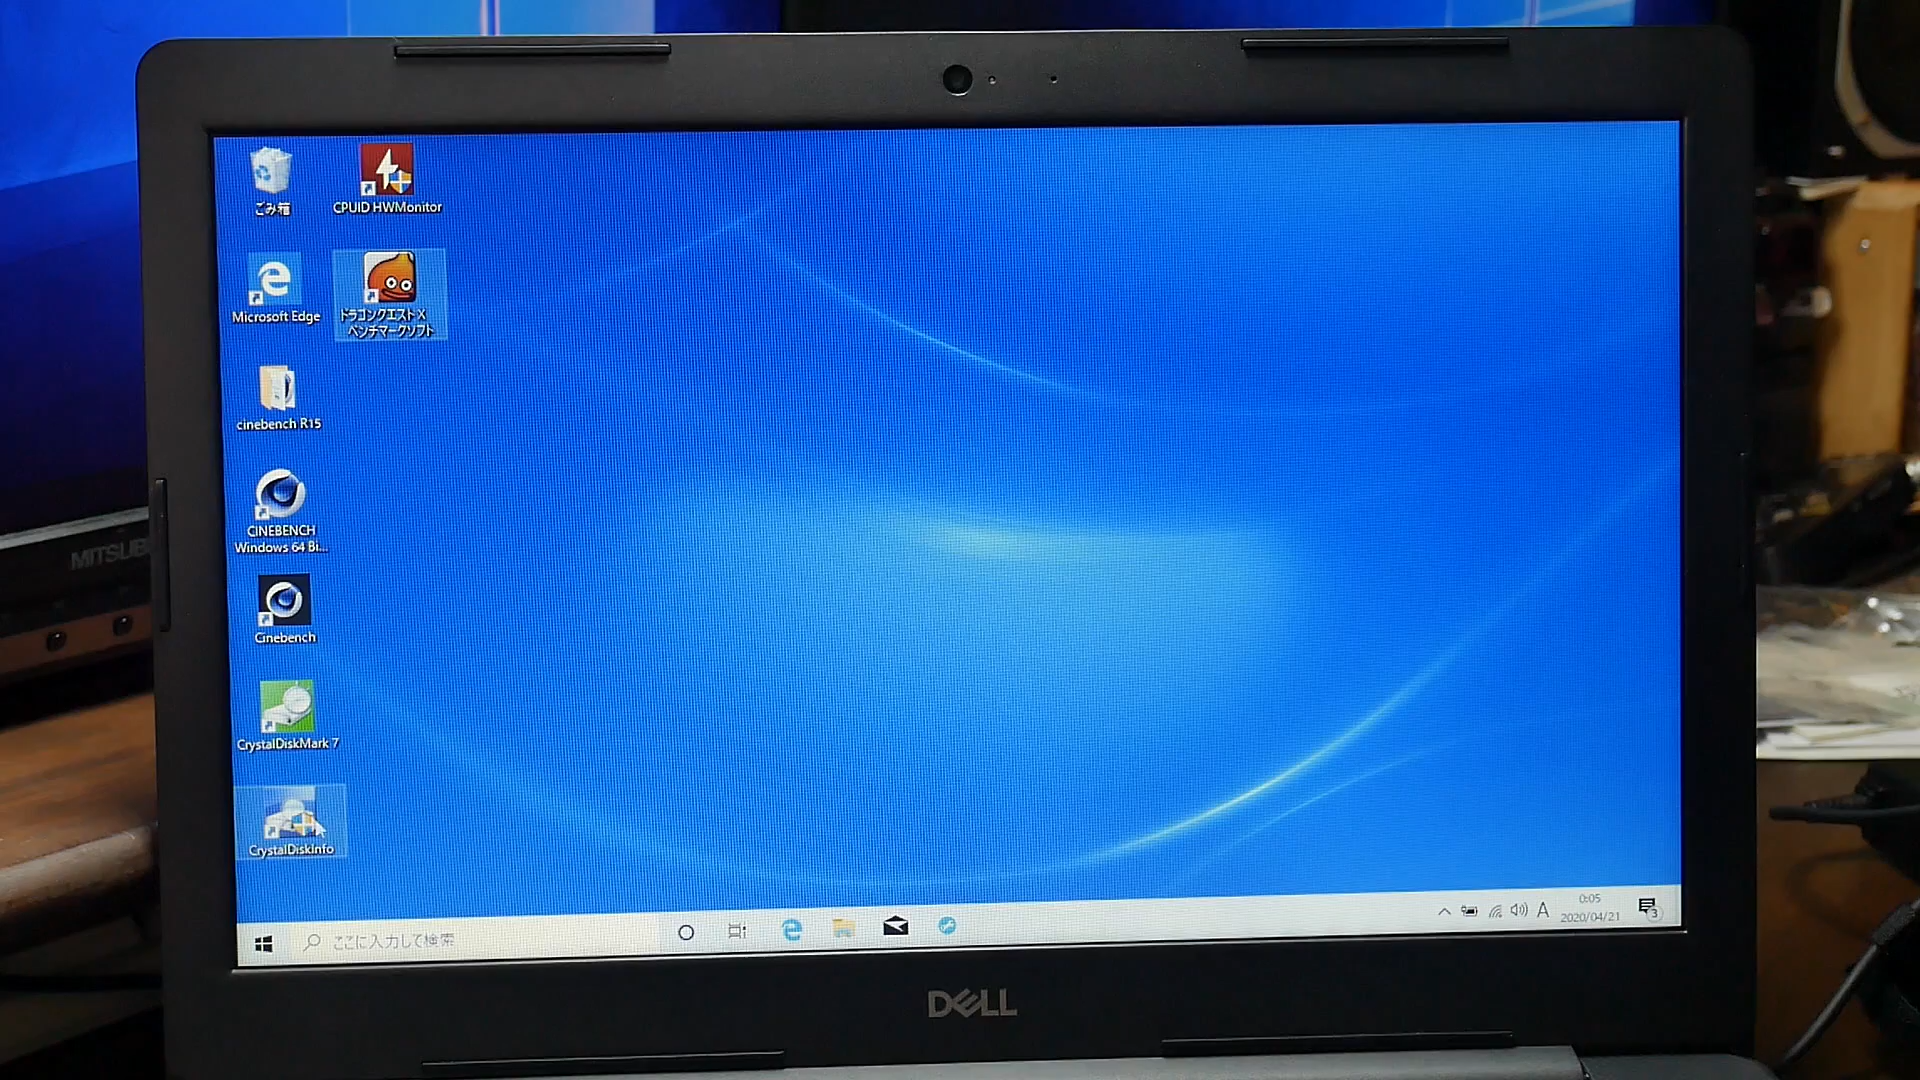 ごみ箱
CPUID HWMonitor
Microsoft Edge
ドラゴンクエストX
ベンチマークソフト
cinebench R15
CINEBENCH
Windows 64 Bi...
Cinebench
CrystalDiskMark 7
CrystalDiskInfo
ここに入力して検索
A
0:05
2020/04/21
3
DELL
MITSUB